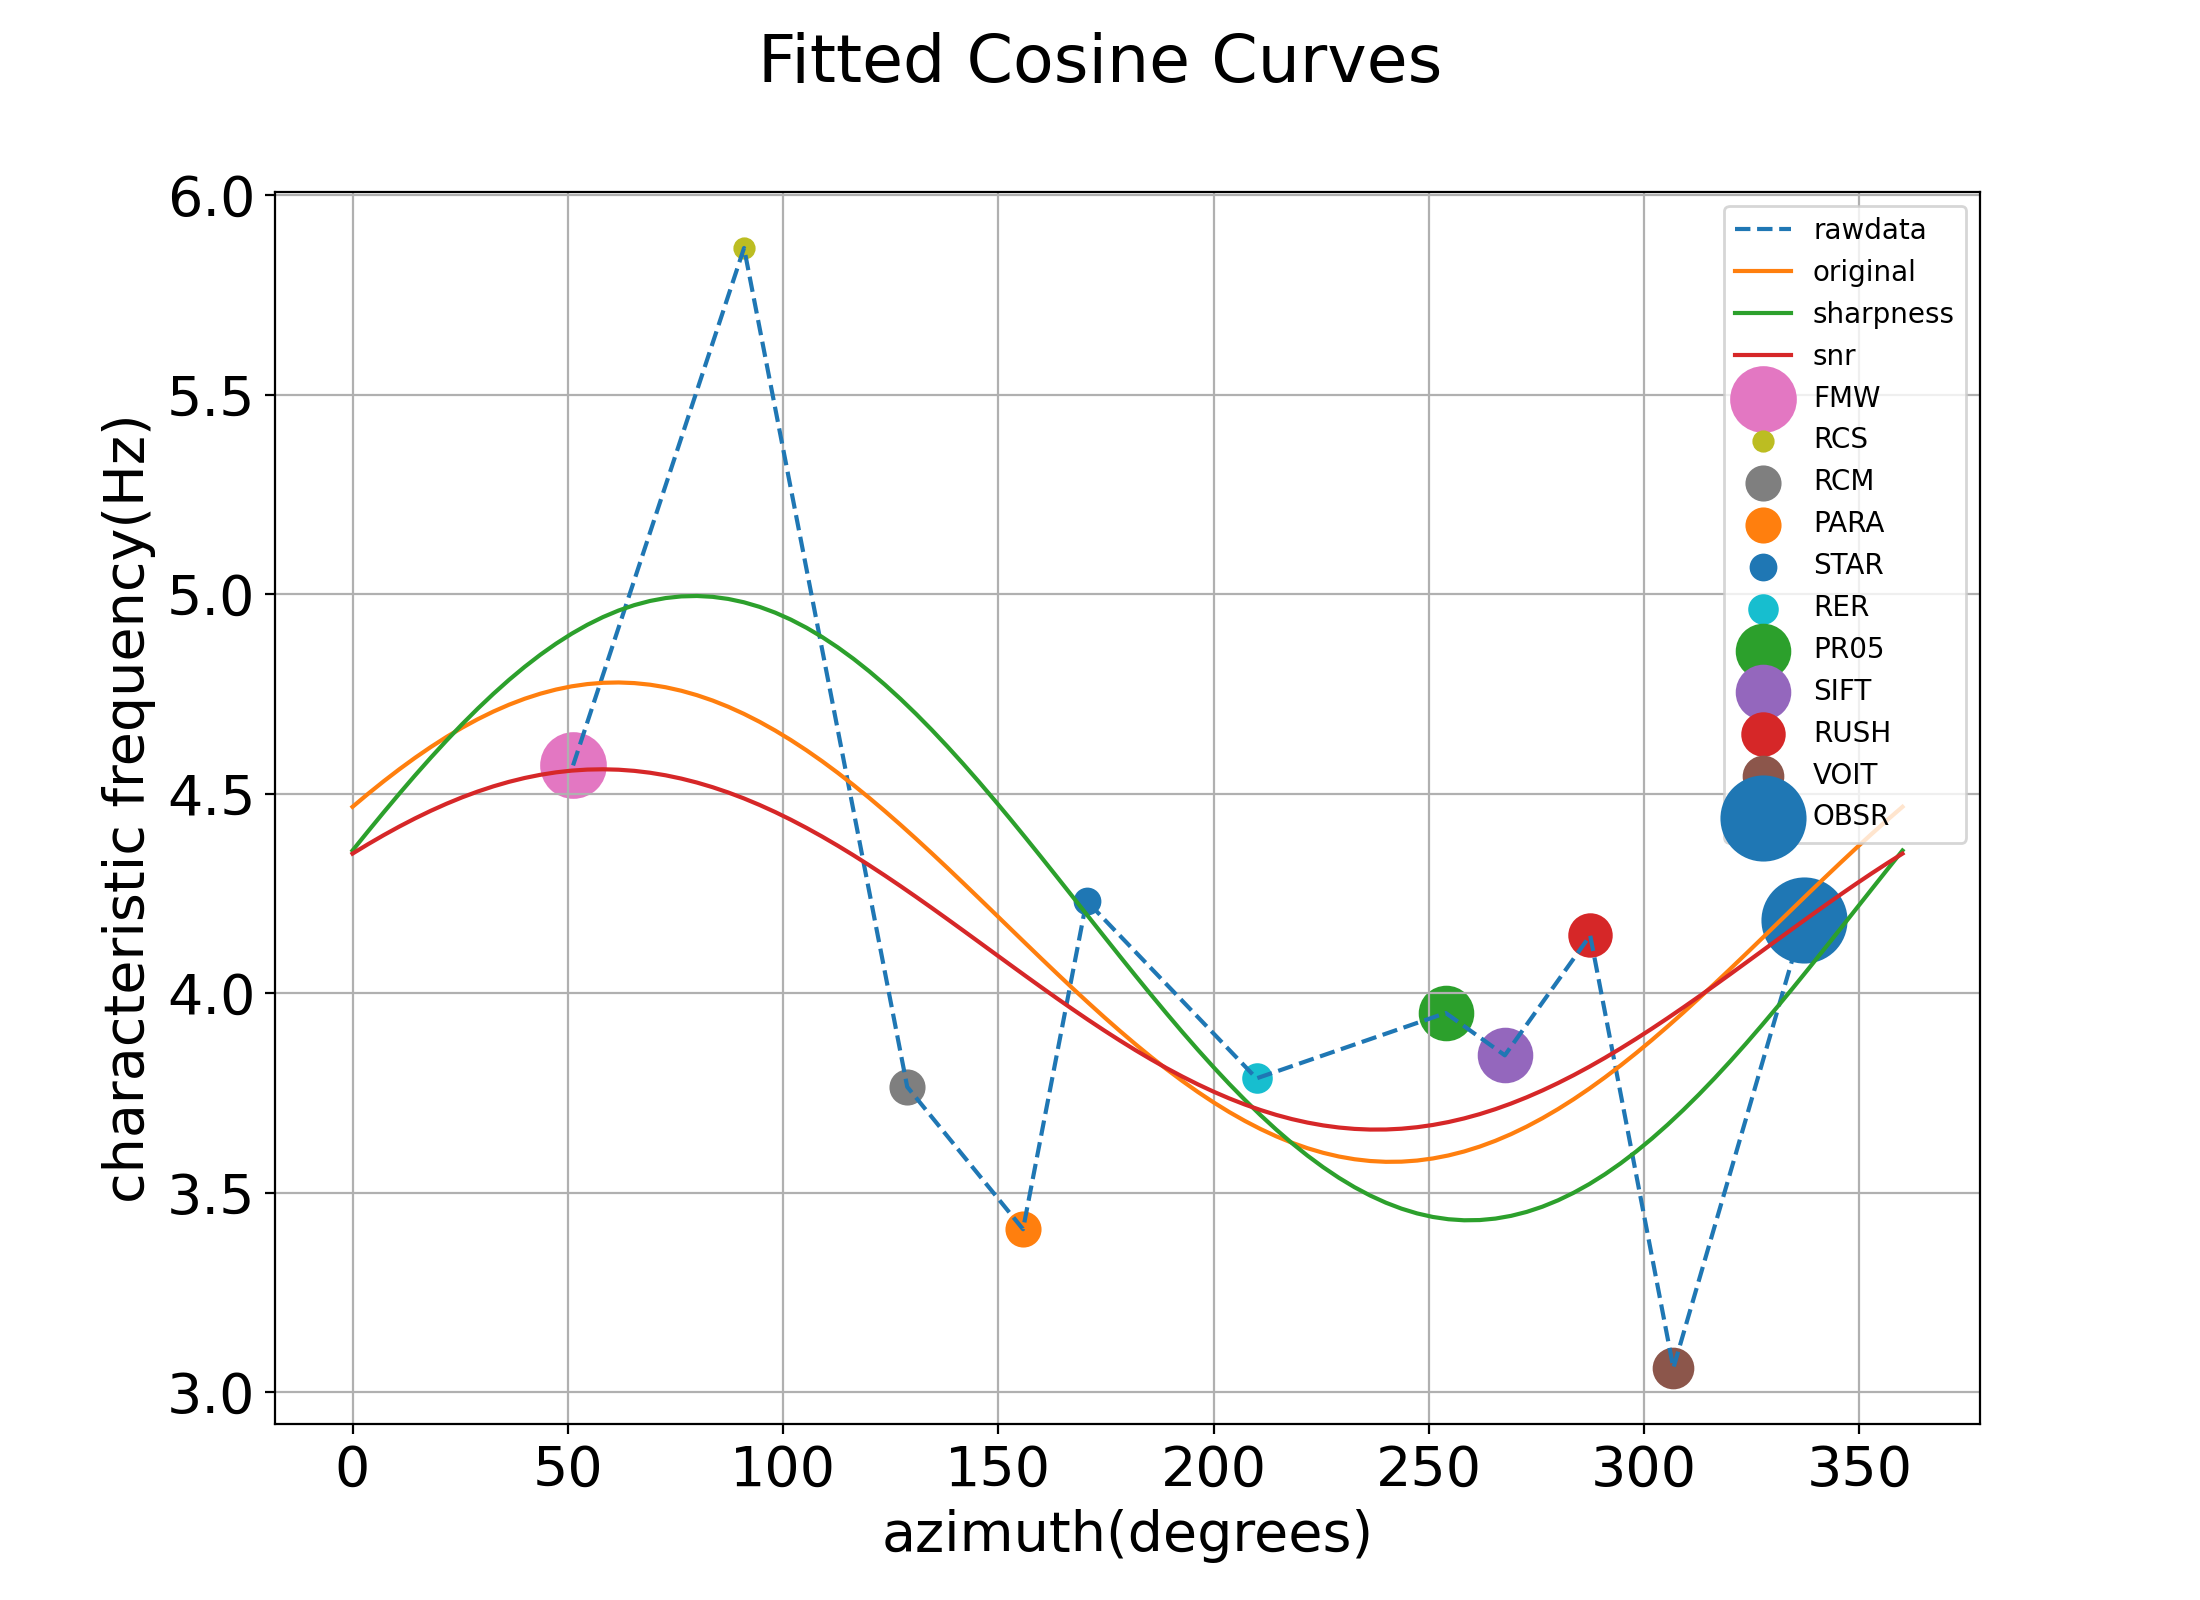 Fitted Cosine Curves
6.0
5.5
5.0
4.5
4.0
3.5
3.0
characteristic frequency(Hz)
0 50 100 150 200 250 300 350
azimuth(degrees)
rawdata
original
sharpness
snr
FMW
RCS
RCM
PARA
STAR
RER
PR05
SIFT
RUSH
VOIT
OBSR